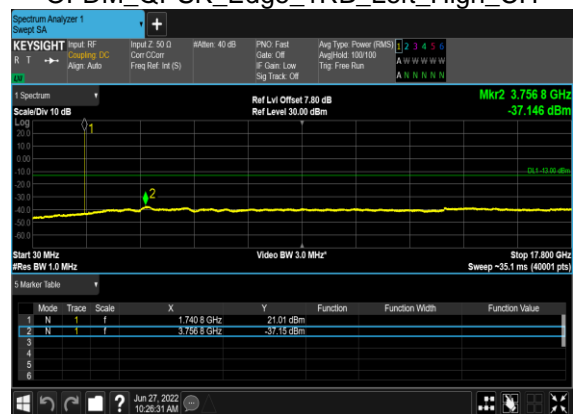 Spectrum Analyzer 1
Swept SA
KEYSIGHT
R T
Input: RF
Coupling: DC
Align: Auto
Input Z: 50 Ω
Corr CCorr
Freq Ref: Int (S)
#Atten: 40 dB
PNO: Fast
Gate: Off
IF Gain: Low
Sig Track: Off
Avg Type: Power (RMS)
Avg|Hold: 100/100
Trig: Free Run
1 2 3 4 5 6
A W W W W W
A N N N N N
1 Spectrum
Scale/Div 10 dB
Log
Ref Lvl Offset 7.80 dB
Ref Level 30.00 dBm
Mkr2 3.756 8 GHz
-37.146 dBm
20.0
10.0
0.00
-10.0
-20.0
-30.0
-40.0
-50.0
-60.0
1
2
DL1 -13.00 dBm
Start 30 MHz
#Res BW 1.0 MHz
Video BW 3.0 MHz*
Stop 17.800 GHz
Sweep ~35.1 ms (40001 pts)
5 Marker Table
Mode Trace Scale X Y Function Function Width Function Value
1 N 1 f 1.740 8 GHz 21.01 dBm
2 N 1 f 3.756 8 GHz -37.15 dBm
3
4
5
6
Jun 27, 2022
10:26:31 AM